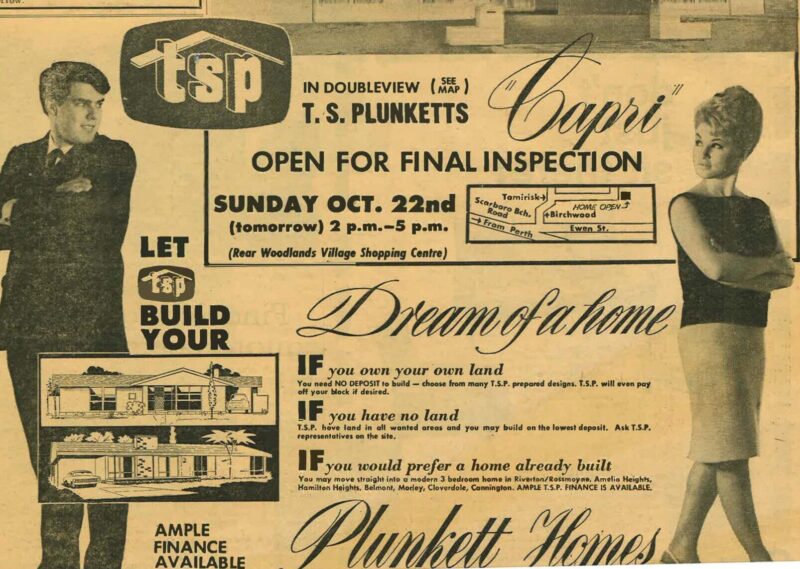 tsp
IN DOUBLEVIEW (SEE MAP)
T. S. PLUNKETTS "Capri"
OPEN FOR FINAL INSPECTION
SUNDAY OCT. 22nd
(tomorrow) 2 p.m.—5 p.m.
(Rear Woodlands Village Shopping Centre)
Tamirisk
Scarboro Bch. Road
HOME OPEN
Birchwood
From Perth
Ewen St.
LET
tsp
BUILD
YOUR
Dream of a home
IF you own your own land
You need NO DEPOSIT to build — choose from many T.S.P. prepared designs. T.S.P. will even pay
off your block if desired.
IF you have no land
T.S.P. have land in all wanted areas and you may build on the lowest deposit. Ask T.S.P.
representatives on the site.
IF you would prefer a home already built
You may move straight into a modern 3 bedroom home in Riverton/Rossmoyne, Amelia Heights,
Hamilton Heights, Belmont, Morley, Cloverdale, Cannington. AMPLE T.S.P. FINANCE IS AVAILABLE.
AMPLE
FINANCE
AVAILABLE
Plunkett Homes